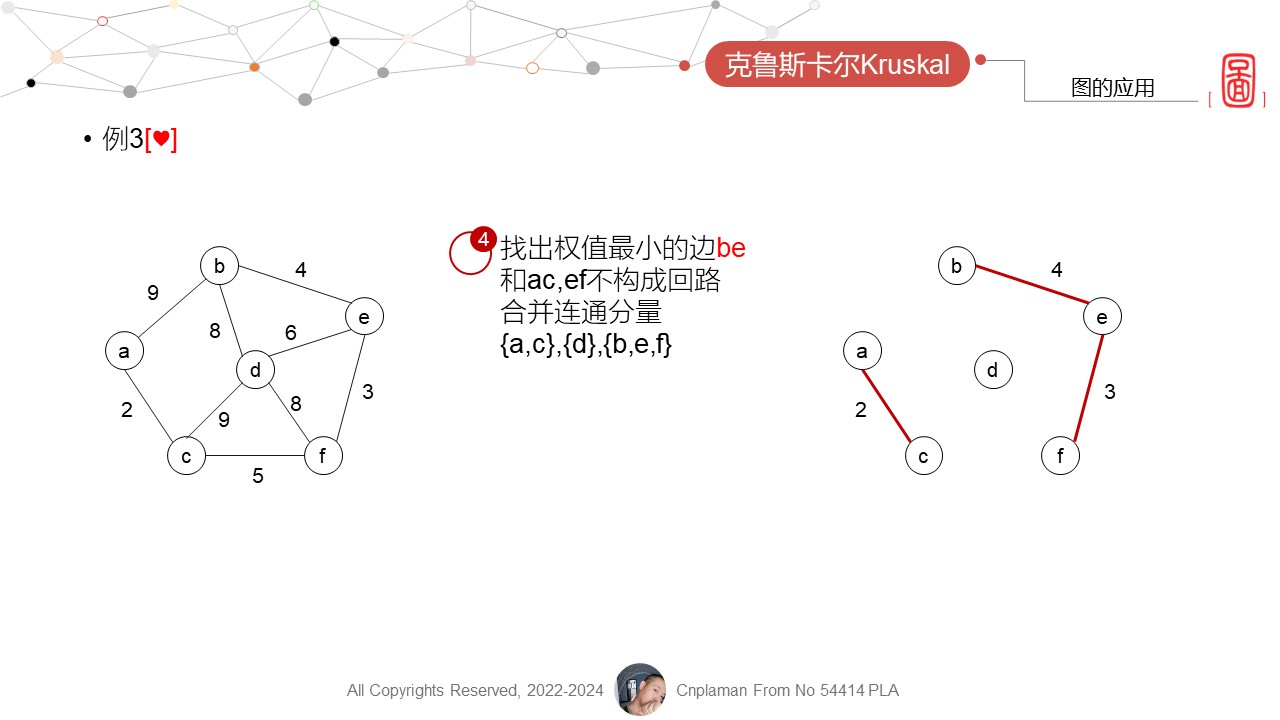 克鲁斯卡尔Kruskal
图的应用
• 例3[♥]
4
找出权值最小的边be
和ac,ef不构成回路
合并连通分量
{a,c},{d},{b,e,f}
b
4
9
e
8
6
a
d
3
2
8
9
c
f
5
b
4
e
a
d
3
2
c
f
All Copyrights Reserved, 2022-2024
Cnplaman From No 54414 PLA